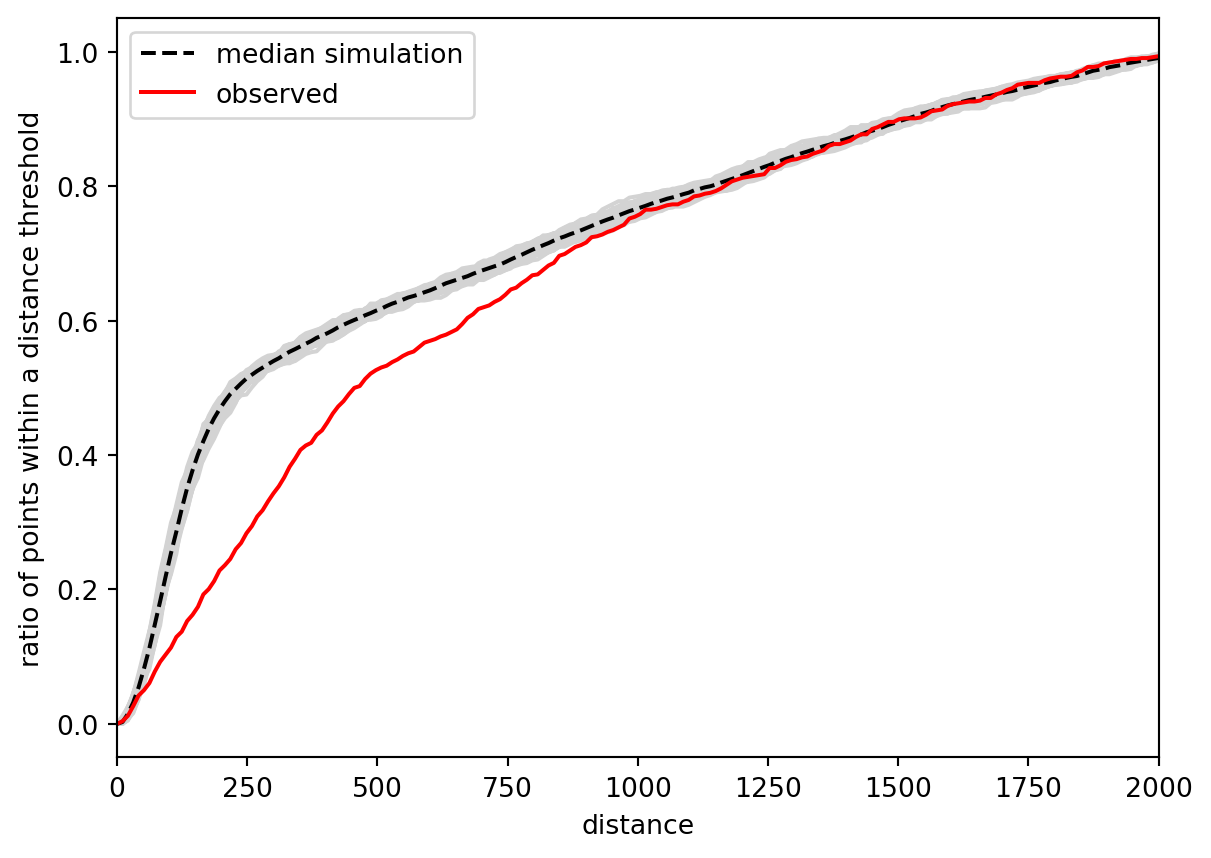 median simulation
observed
ratio of points within a distance threshold
1.0
0.8
0.6
0.4
0.2
0.0
0 250 500 750 1000 1250 1500 1750 2000
distance